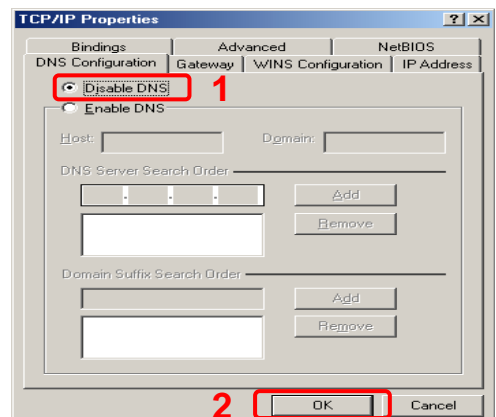 TCP/IP Properties ? ×
Bindings Advanced NetBIOS
DNS Configuration Gateway WINS Configuration IP Address
Disable DNS 1
Enable DNS
Host: Domain:
DNS Server Search Order
. . . Add
Remove
Domain Suffix Search Order
Add
Remove
2 OK Cancel